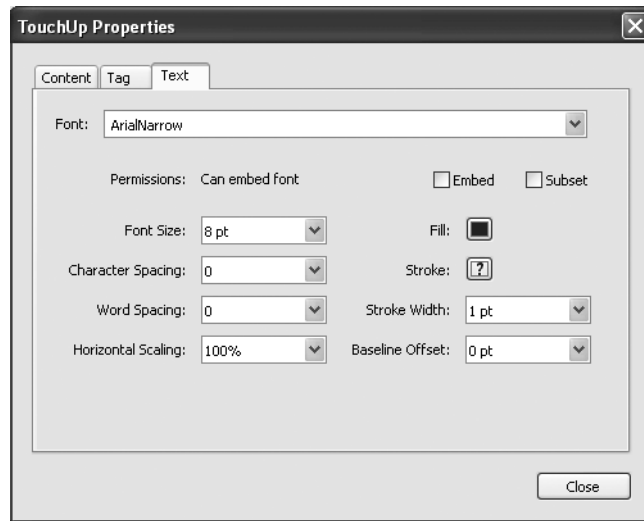 TouchUp Properties
Content Tag Text
Font: ArialNarrow
Permissions: Can embed font Embed Subset
Font Size: 8 pt Fill:
Character Spacing: 0 Stroke: ?
Word Spacing: 0 Stroke Width: 1 pt
Horizontal Scaling: 100% Baseline Offset: 0 pt
Close